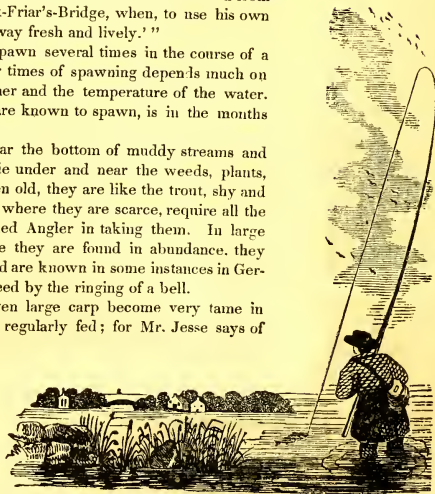 -Friar's-Bridge, when, to use his own
way fresh and lively.' "
pawn several times in the course of a
times of spawning depends much on
her and the temperature of the water.
re known to spawn, is in the months
ar the bottom of muddy streams and
ie under and near the weeds, plants,
en old, they are like the trout, shy and
where they are scarce, require all the
ed Angler in taking them. In large
e they are found in abundance, they
d are known in some instances in Ger-
eed by the ringing of a bell.
ven large carp become very tame in
regularly fed; for Mr. Jesse says of